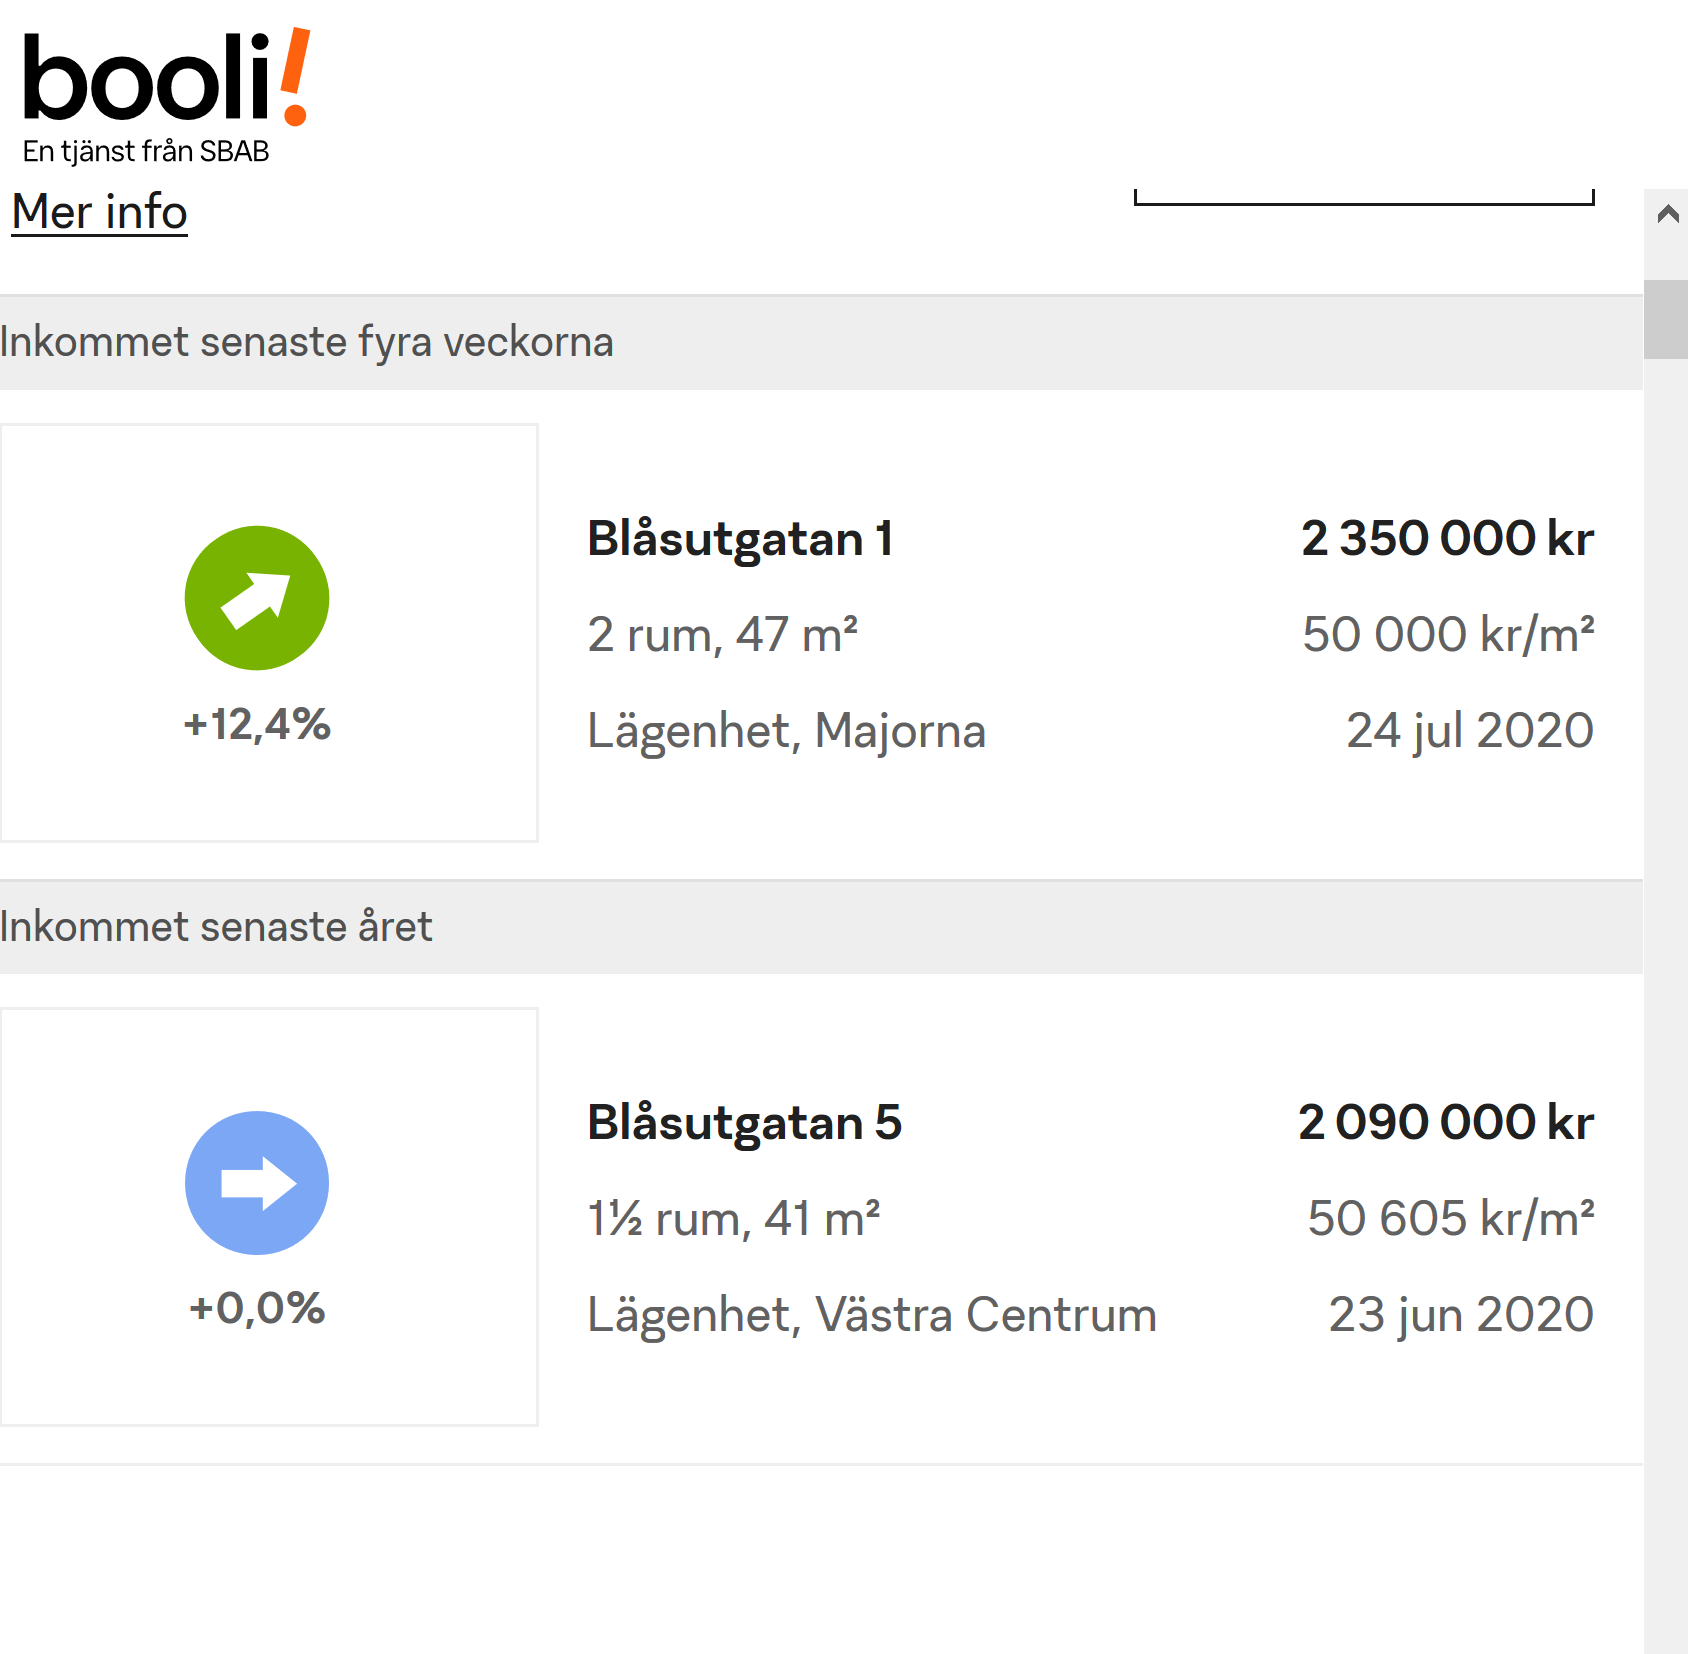 booli!
En tjänst från SBAB
Mer info
Inkommet senaste fyra veckorna
Blåsutgatan 1 2 350 000 kr
2 rum, 47 m² 50 000 kr/m²
+12,4%
Lägenhet, Majorna 24 jul 2020
Inkommet senaste året
Blåsutgatan 5 2 090 000 kr
1½ rum, 41 m² 50 605 kr/m²
+0,0%
Lägenhet, Västra Centrum 23 jun 2020